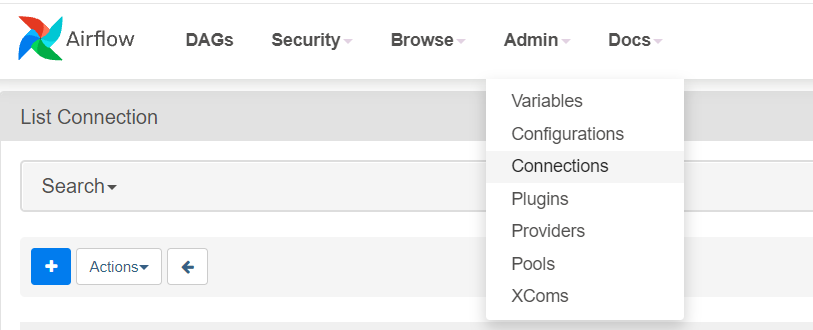 Airflow DAGs Security Browse Admin Docs
List Connection
Search
Actions
Variables
Configurations
Connections
Plugins
Providers
Pools
XComs